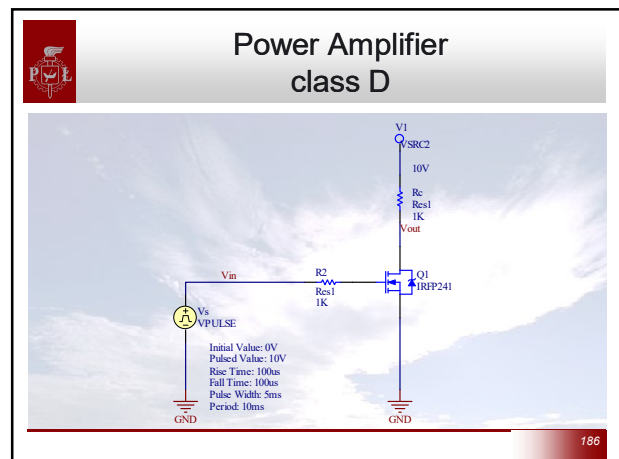 Power Amplifier
class D
P Ł
V1
VSRC2
10V
Rc
Res1
1K
Vout
Vin
R2
Res1
1K
Q1
IRFP241
Vs
VPULSE
Initial Value: 0V
Pulsed Value: 10V
Rise Time: 100us
Fall Time: 100us
Pulse Width: 5ms
Period: 10ms
GND
GND
186